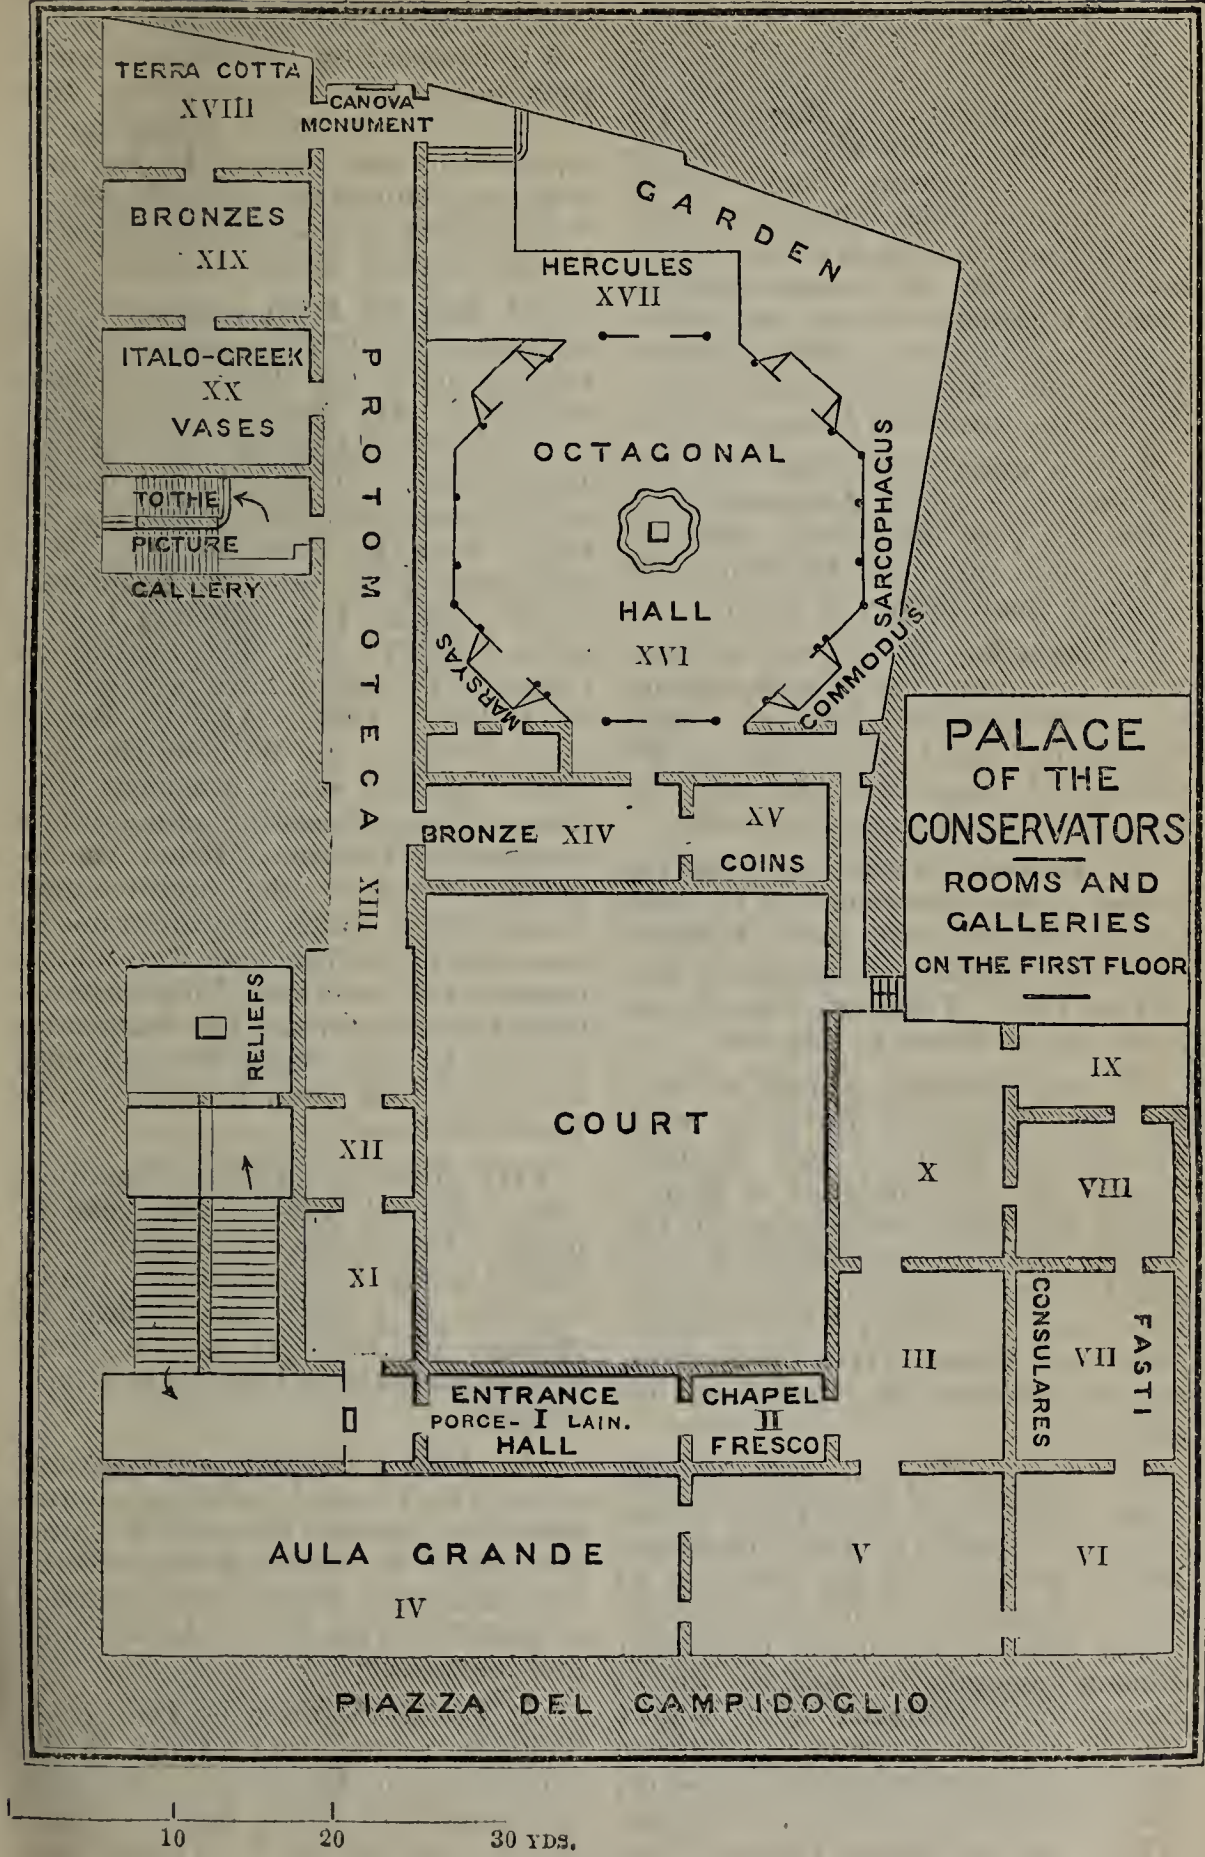 TERRA COTTA
XVIII
CANOVA
MONUMENT
BRONZES
XIX
GARDEN
HERCULES
XVII
ITALO-GREEK
XX
VASES
PROTOMOTECA XIII
OCTAGONAL
HALL
XVI
SARCOPHAGUS
COMMODUS
MARSYAS
TO THE
PICTURE
GALLERY
PALACE
OF THE
CONSERVATORS
ROOMS AND
GALLERIES
ON THE FIRST FLOOR
BRONZE XIV
XV
COINS
RELIEFS
COURT
IX
X
VIII
XII
XI
III
CONSULARES
VII
FASTI
ENTRANCE
PORCE- I LAIN.
HALL
CHAPEL
II
FRESCO
AULA GRANDE
IV
V
VI
PIAZZA DEL CAMPIDOGLIO
10 20 30 YDS.